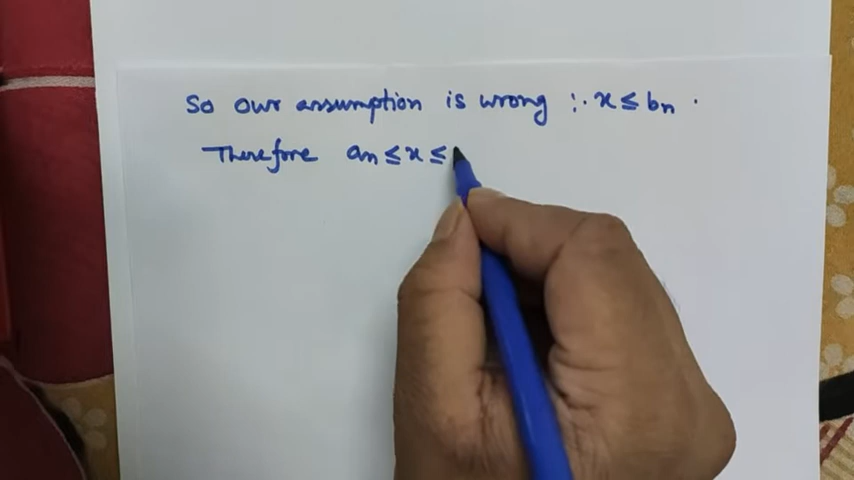 So our assumption is wrong ∴ x ≤ bn .
Therefore an ≤ x ≤